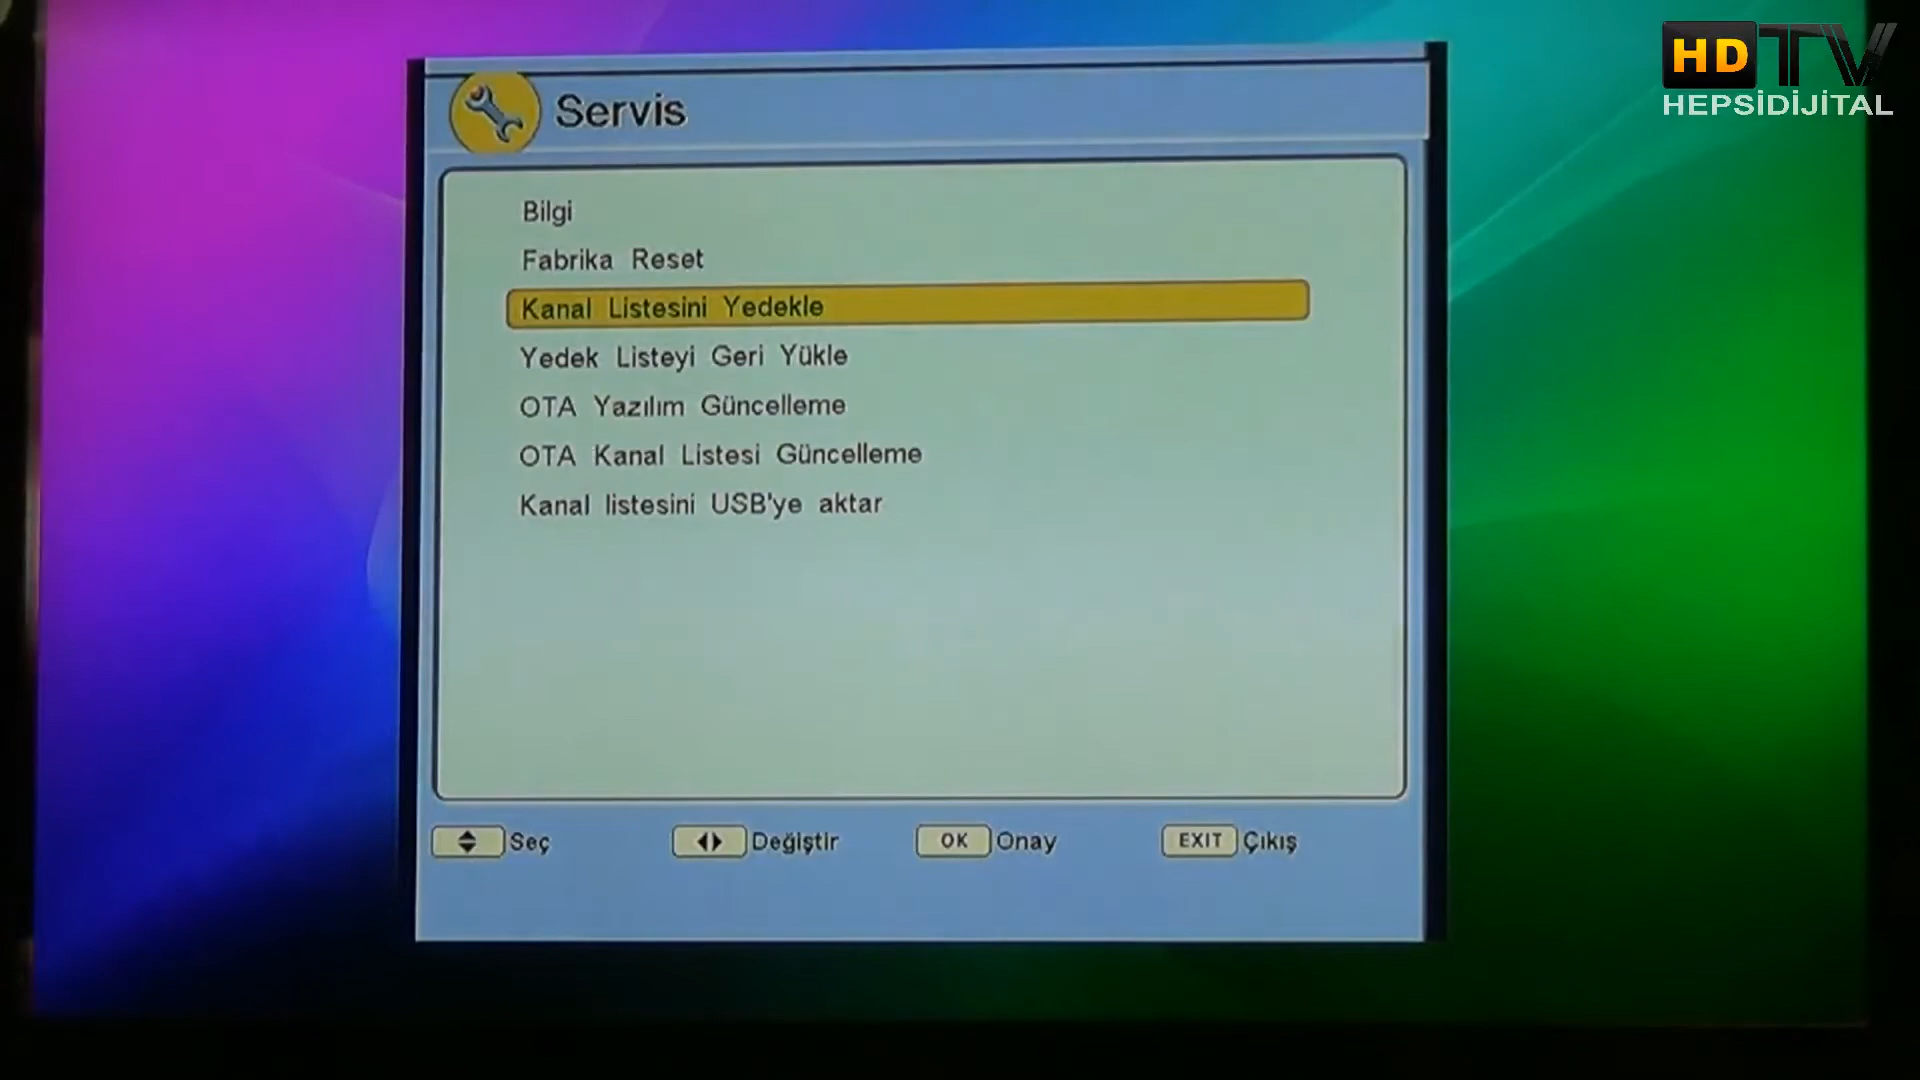 HD TV
HEPSİDİJİTAL
Servis
Bilgi
Fabrika Reset
Kanal Listesini Yedekle
Yedek Listeyi Geri Yükle
OTA Yazılım Güncelleme
OTA Kanal Listesi Güncelleme
Kanal listesini USB'ye aktar
Seç Değiştir OK Onay EXIT Çıkış